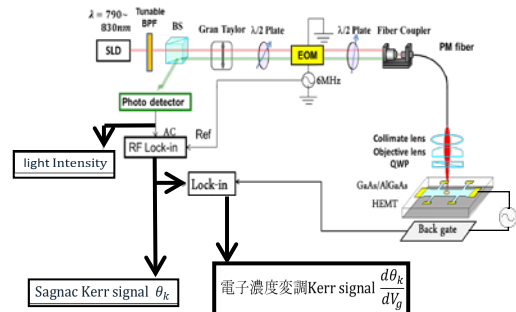 λ = 790~
830nm
Tunable
BPF
BS
Gran Taylor
λ/2 Plate
λ/2 Plate
Fiber Coupler
SLD
EOM
PM fiber
6MHz
Photo detector
AC
Ref
RF Lock-in
light Intensity
Collimate lens
Objective lens
QWP
Lock-in
GaAs/AlGaAs
HEMT
Back gate
Sagnac Kerr signal θₖ
電子濃度変調Kerr signal dθₖ/dV_g